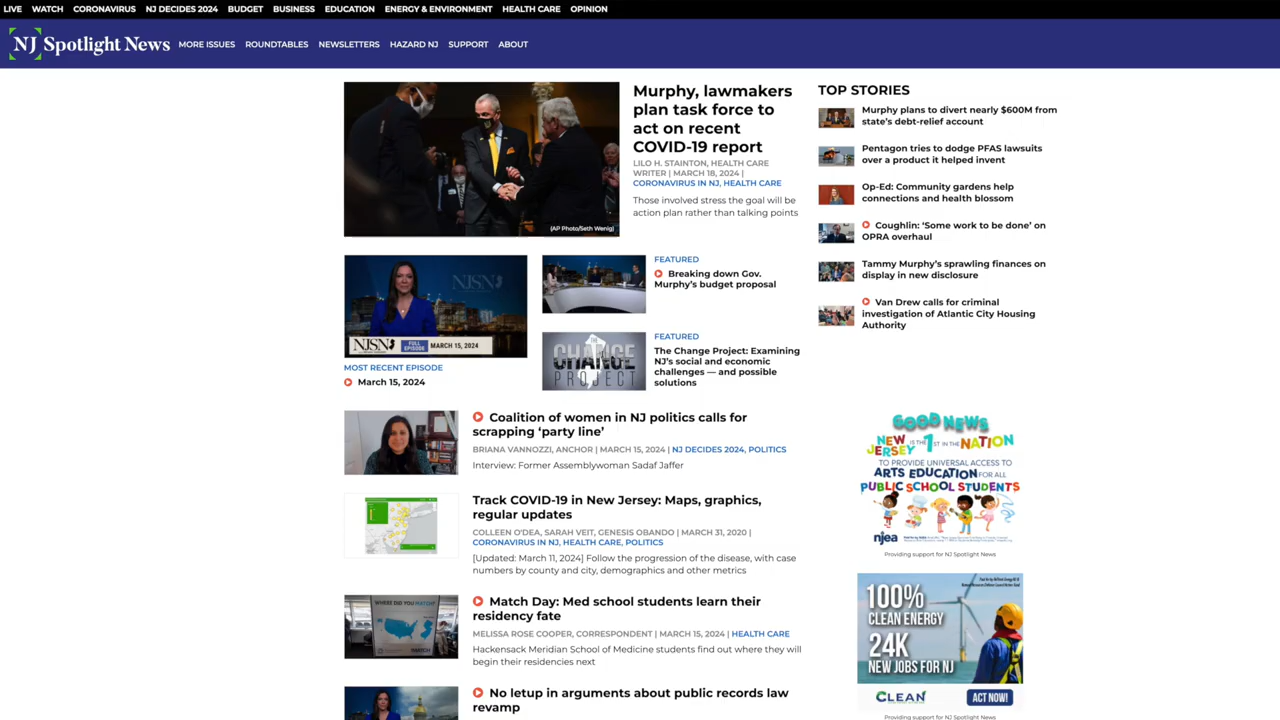 LIVE WATCH CORONAVIRUS NJ DECIDES 2024 BUDGET BUSINESS EDUCATION ENERGY & ENVIRONMENT HEALTH CARE OPINION
NJ Spotlight News MORE ISSUES ROUNDTABLES NEWSLETTERS HAZARD NJ SUPPORT ABOUT
(AP Photo/Seth Wenig)
Murphy, lawmakers
plan task force to
act on recent
COVID-19 report
LILO H. STAINTON, HEALTH CARE
WRITER | MARCH 18, 2024 |
CORONAVIRUS IN NJ, HEALTH CARE
Those involved stress the goal will be
action plan rather than talking points
NJSN
NJSN FULL EPISODE MARCH 15, 2024
MOST RECENT EPISODE
March 15, 2024
FEATURED
Breaking down Gov.
Murphy’s budget proposal
THE
CHANGE
PROJECT
FEATURED
The Change Project: Examining
NJ’s social and economic
challenges — and possible
solutions
Coalition of women in NJ politics calls for
scrapping ‘party line’
BRIANA VANNOZZI, ANCHOR | MARCH 15, 2024 | NJ DECIDES 2024, POLITICS
Interview: Former Assemblywoman Sadaf Jaffer
Track COVID-19 in New Jersey: Maps, graphics,
regular updates
COLLEEN O'DEA, SARAH VEIT, GENESIS OBANDO | MARCH 31, 2020 |
CORONAVIRUS IN NJ, HEALTH CARE, POLITICS
[Updated: March 11, 2024] Follow the progression of the disease, with case
numbers by county and city, demographics and other metrics
WHERE DID YOU MATCH?
Match Day: Med school students learn their
residency fate
MELISSA ROSE COOPER, CORRESPONDENT | MARCH 15, 2024 | HEALTH CARE
Hackensack Meridian School of Medicine students find out where they will
begin their residencies next
No letup in arguments about public records law
revamp
TOP STORIES
Murphy plans to divert nearly $600M from
state’s debt-relief account
Pentagon tries to dodge PFAS lawsuits
over a product it helped invent
Op-Ed: Community gardens help
connections and health blossom
Coughlin: ‘Some work to be done’ on
OPRA overhaul
Tammy Murphy’s sprawling finances on
display in new disclosure
Van Drew calls for criminal
investigation of Atlantic City Housing
Authority
GOOD NEWS
NEW JERSEY IS THE 1ST IN THE NATION
TO PROVIDE UNIVERSAL ACCESS TO
ARTS EDUCATION FOR ALL
PUBLIC SCHOOL STUDENTS
njea
Providing support for NJ Spotlight News
100%
CLEAN ENERGY
24K
NEW JOBS FOR NJ
CLEAN ACT NOW!
Providing support for NJ Spotlight News